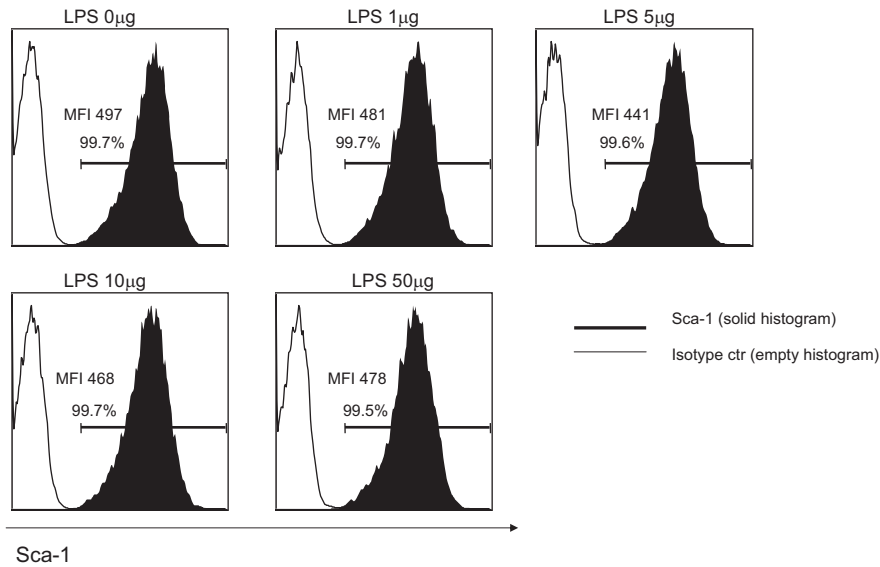 LPS 0μg
MFI 497
99.7%
LPS 1μg
MFI 481
99.7%
LPS 5μg
MFI 441
99.6%
LPS 10μg
MFI 468
99.7%
LPS 50μg
MFI 478
99.5%
Sca-1 (solid histogram)
Isotype ctr (empty histogram)
Sca-1